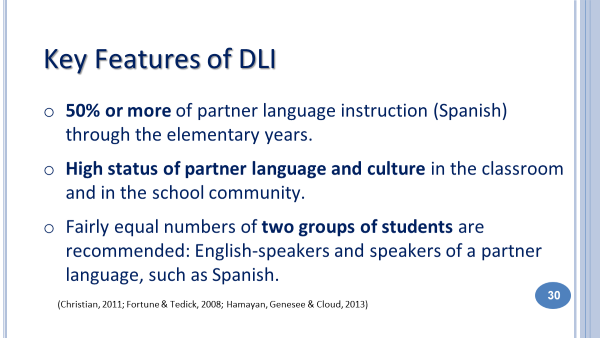 Key Features of DLI
o 50% or more of partner language instruction (Spanish)
through the elementary years.
o High status of partner language and culture in the classroom
and in the school community.
o Fairly equal numbers of two groups of students are
recommended: English-speakers and speakers of a partner
language, such as Spanish.
(Christian, 2011; Fortune & Tedick, 2008; Hamayan, Genesee & Cloud, 2013)
30